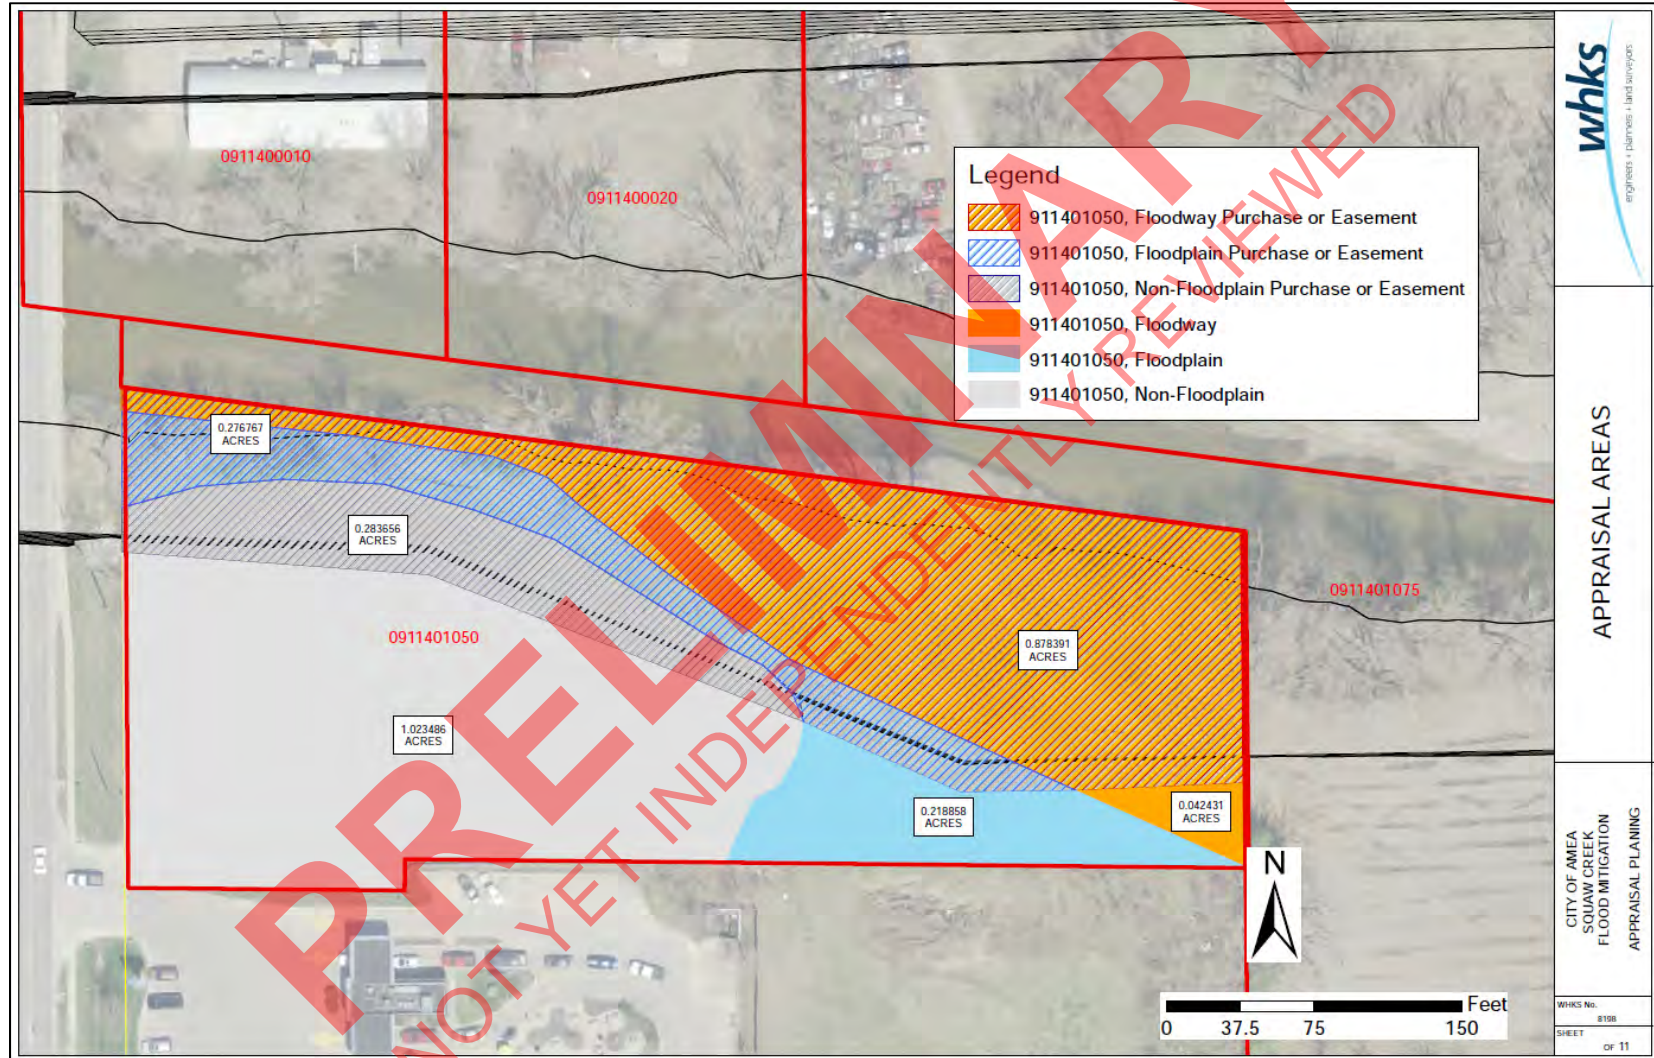 PRELIMINARY
NOT YET INDEPENDENTLY REVIEWED
0911400010
0911400020
Legend
911401050, Floodway Purchase or Easement
911401050, Floodplain Purchase or Easement
911401050, Non-Floodplain Purchase or Easement
911401050, Floodway
911401050, Floodplain
911401050, Non-Floodplain
0.276767
ACRES
0.283656
ACRES
0911401050
1.023486
ACRES
0.878391
ACRES
0911401075
0.218858
ACRES
0.042431
ACRES
N
Feet
0 37.5 75 150
whks
engineers + planners + land surveyors
APPRAISAL AREAS
CITY OF AMEA
SQUAW CREEK
FLOOD MITIGATION
APPRAISAL PLANING
WHKS No.
8198
SHEET
OF 11